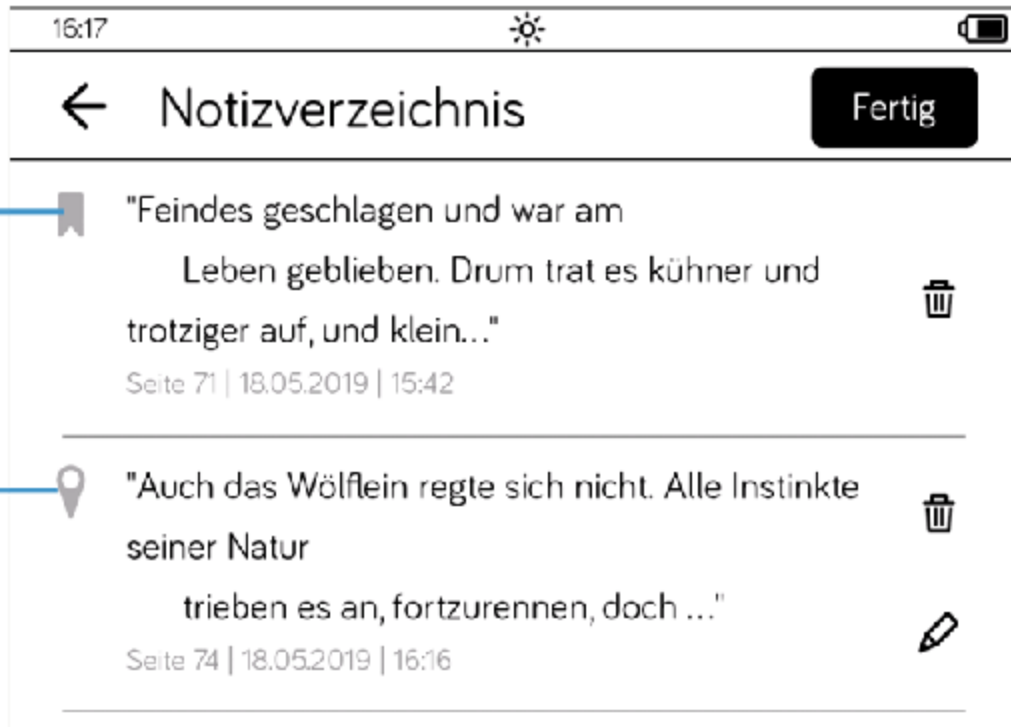 16:17
Notizverzeichnis
Fertig
"Feindes geschlagen und war am
Leben geblieben. Drum trat es kühner und
trotziger auf, und klein..."
Seite 71 | 18.05.2019 | 15:42
"Auch das Wölflein regte sich nicht. Alle Instinkte
seiner Natur
trieben es an, fortzurennen, doch ..."
Seite 74 | 18.05.2019 | 16:16